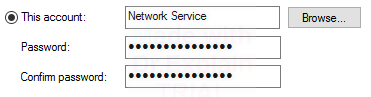 This account: Network Service Browse...
Password: ●●●●●●●●●●●●●●●
Confirm password: ●●●●●●●●●●●●●●●